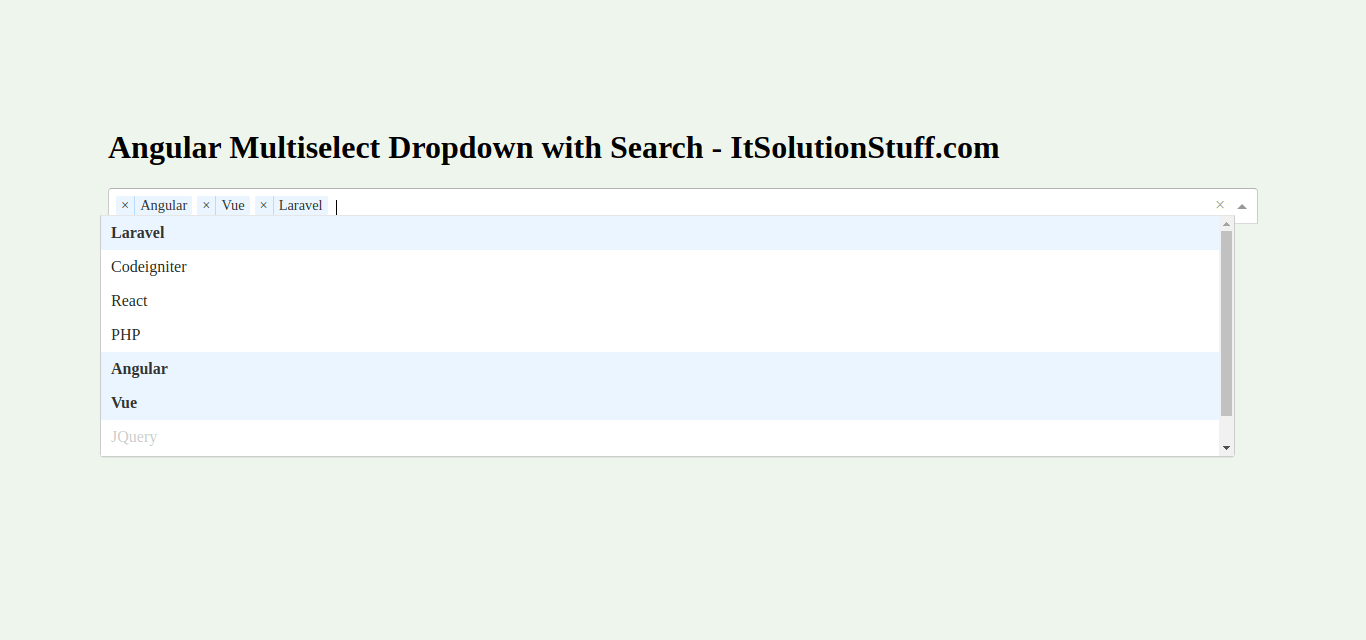 Angular Multiselect Dropdown with Search - ItSolutionStuff.com
× Angular × Vue × Laravel ×
Laravel
Codeigniter
React
PHP
Angular
Vue
JQuery